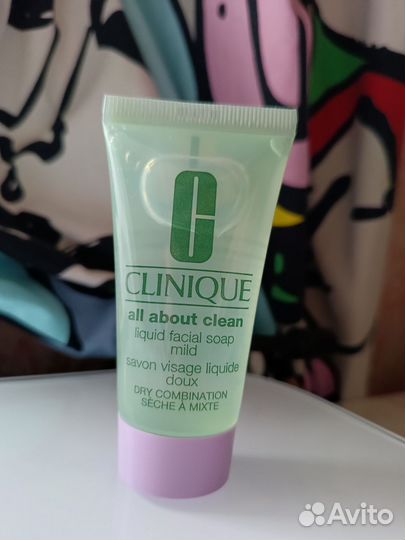 C
CLINIQUE
all about clean
liquid facial soap
mild
savon visage liquide
doux
DRY COMBINATION
SÈCHE À MIXTE
Avito